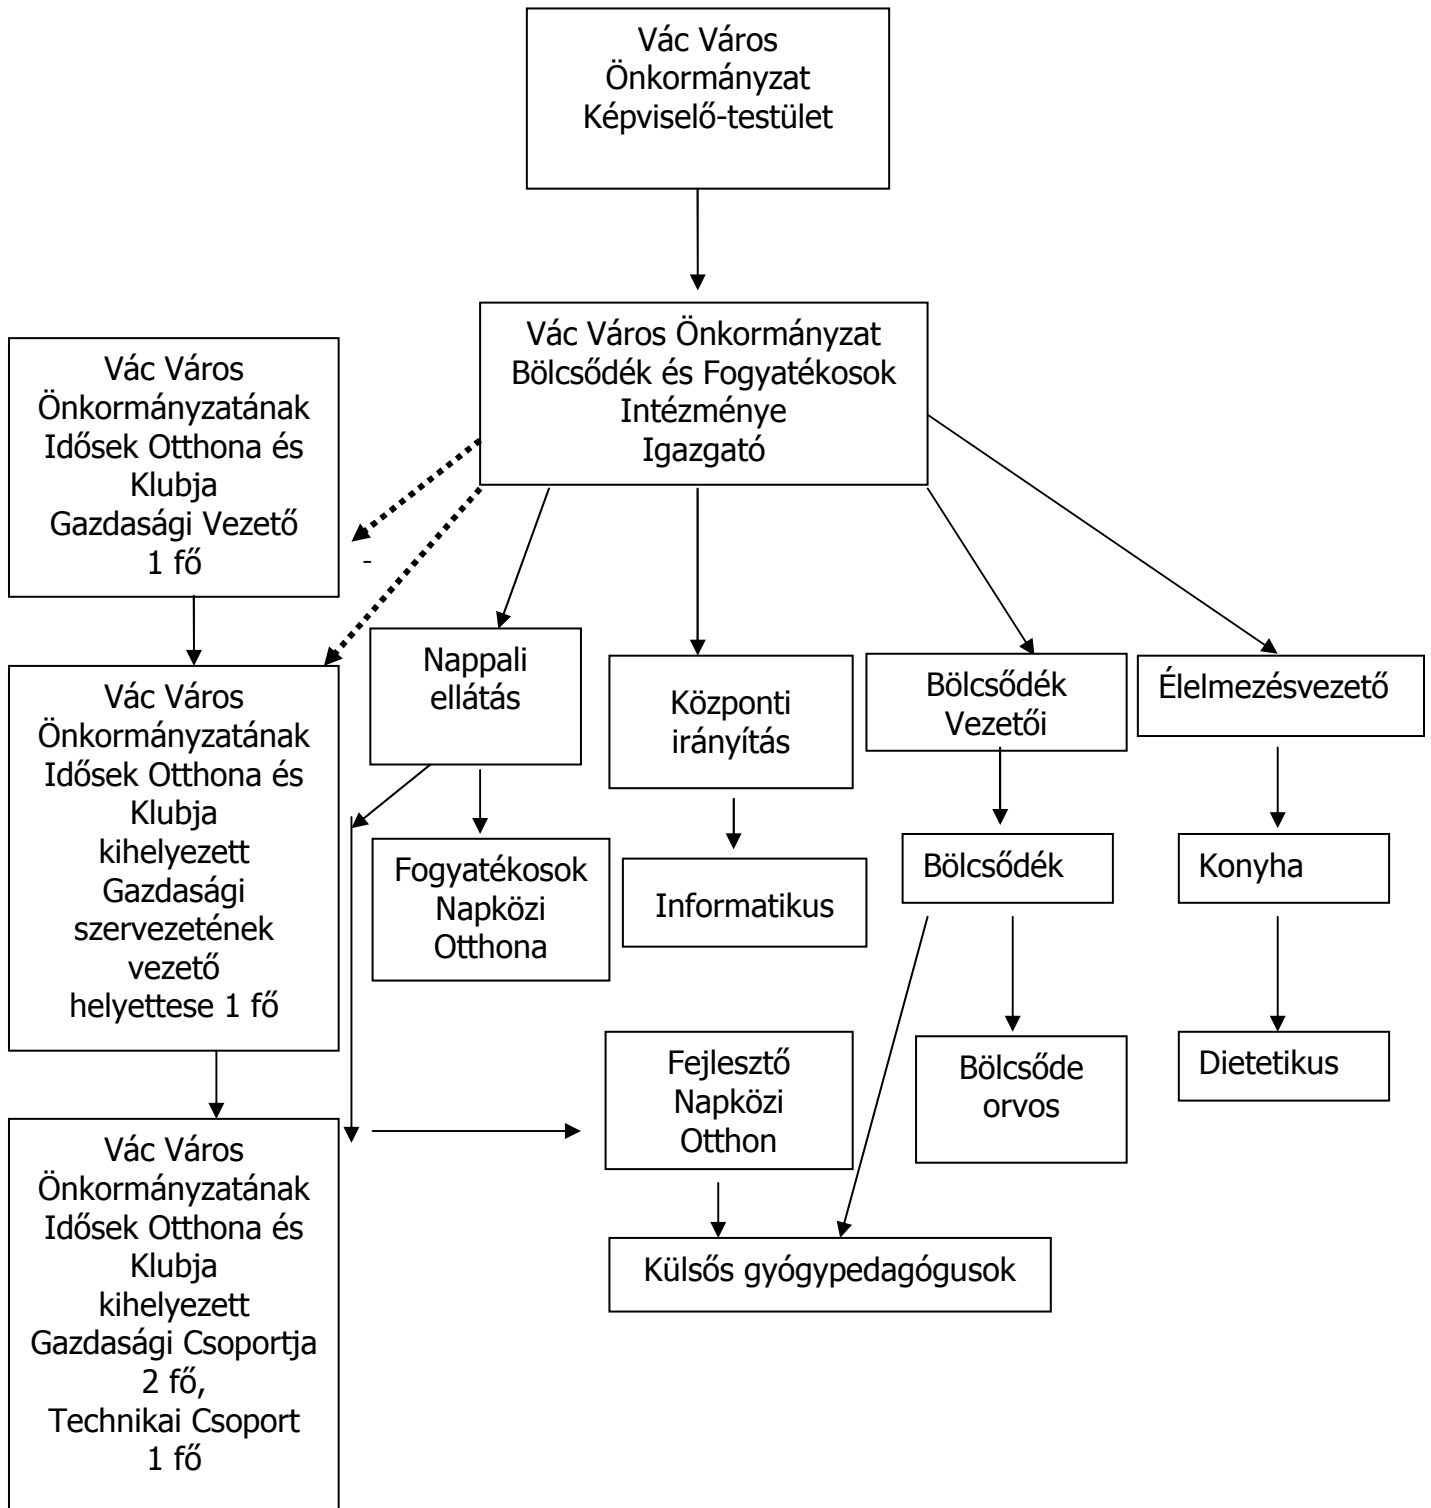 Vác Város
Önkormányzat
Képviselő-testület
Vác Város Önkormányzat
Bölcsődék és Fogyatékosok
Intézménye
Igazgató
Vác Város
Önkormányzatának
Idősek Otthona és
Klubja
Gazdasági Vezető
1 fő
-
Vác Város
Önkormányzatának
Idősek Otthona és
Klubja
kihelyezett
Gazdasági
szervezetének
vezető
helyettese 1 fő
Nappali
ellátás
Központi
irányítás
Bölcsődék
Vezetői
Élelmezésvezető
Fogyatékosok
Napközi
Otthona
Informatikus
Bölcsődék
Konyha
Vác Város
Önkormányzatának
Idősek Otthona és
Klubja
kihelyezett
Gazdasági Csoportja
2 fő,
Technikai Csoport
1 fő
Fejlesztő
Napközi
Otthon
Bölcsőde
orvos
Dietetikus
Külsős gyógypedagógusok